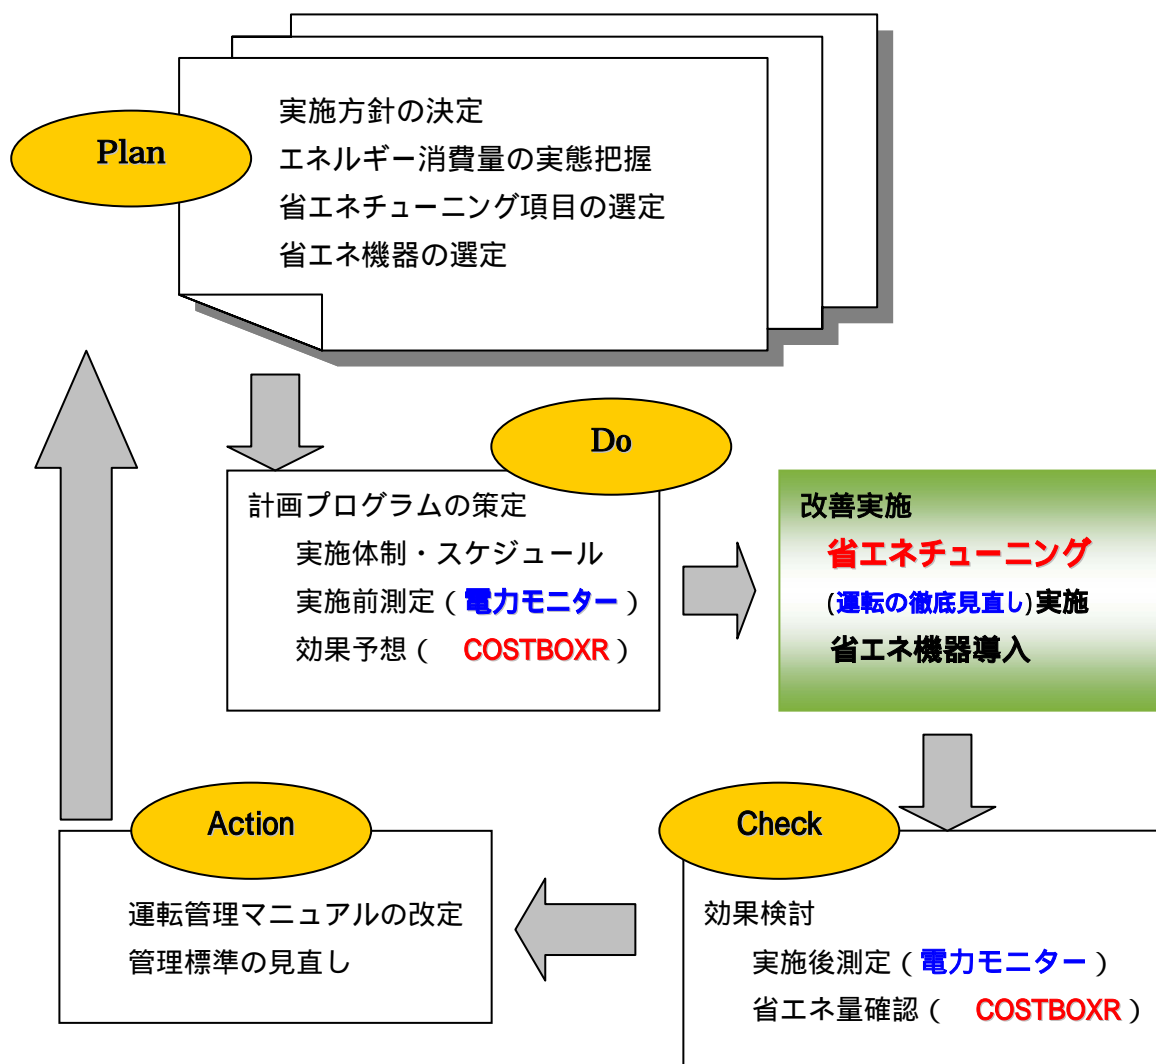 Plan
実施方針の決定
エネルギー消費量の実態把握
省エネチューニング項目の選定
省エネ機器の選定
Do
計画プログラムの策定
実施体制・スケジュール
実施前測定（電力モニター）
効果予想（　COSTBOXR）
改善実施
省エネチューニング
(運転の徹底見直し)実施
省エネ機器導入
Check
効果検討
実施後測定（電力モニター）
省エネ量確認（　COSTBOXR）
Action
運転管理マニュアルの改定
管理標準の見直し